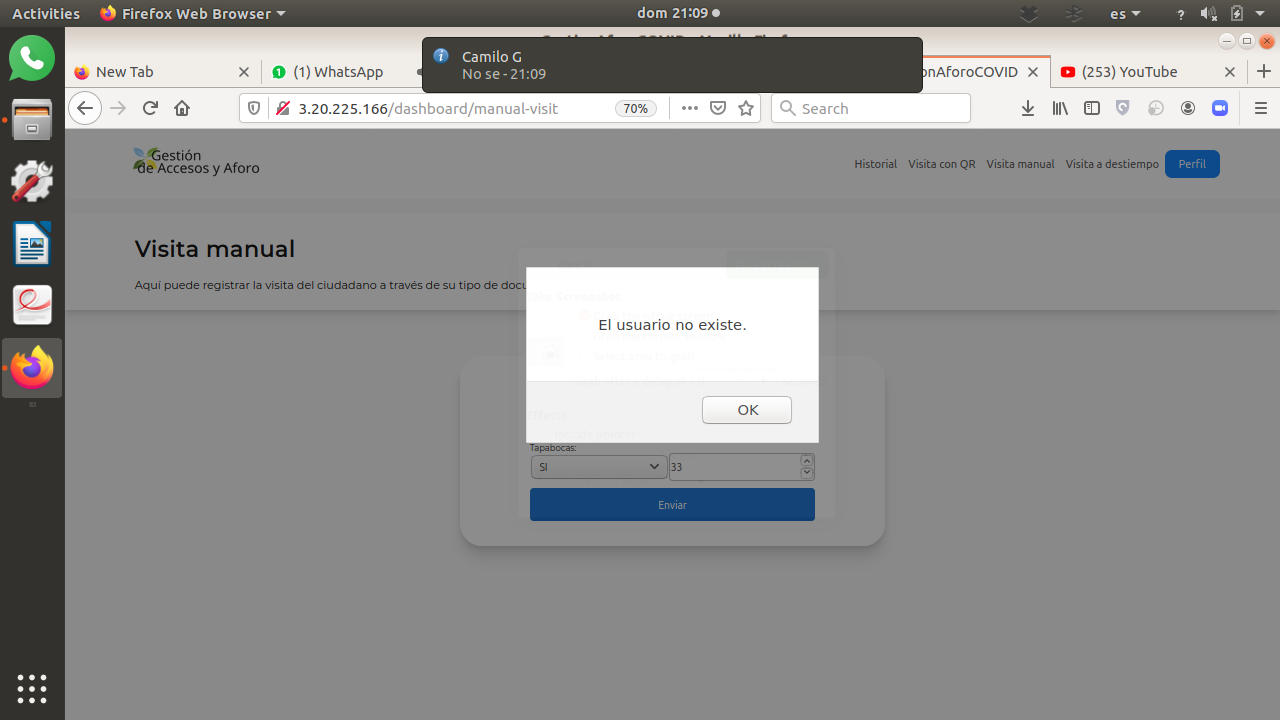 Activities
Firefox Web Browser
dom 21:09
es
Camilo G
No se - 21:09
New Tab
(1) WhatsApp
onAforoCOVID
(253) YouTube
3.20.225.166/dashboard/manual-visit
70%
Search
Gestión
de Accesos y Aforo
Historial
Visita con QR
Visita manual
Visita a destiempo
Perfil
Visita manual
Aquí puede registrar la visita del ciudadano a través de su tipo de docu
El usuario no existe.
OK
Tapabocas:
SI
33
Enviar